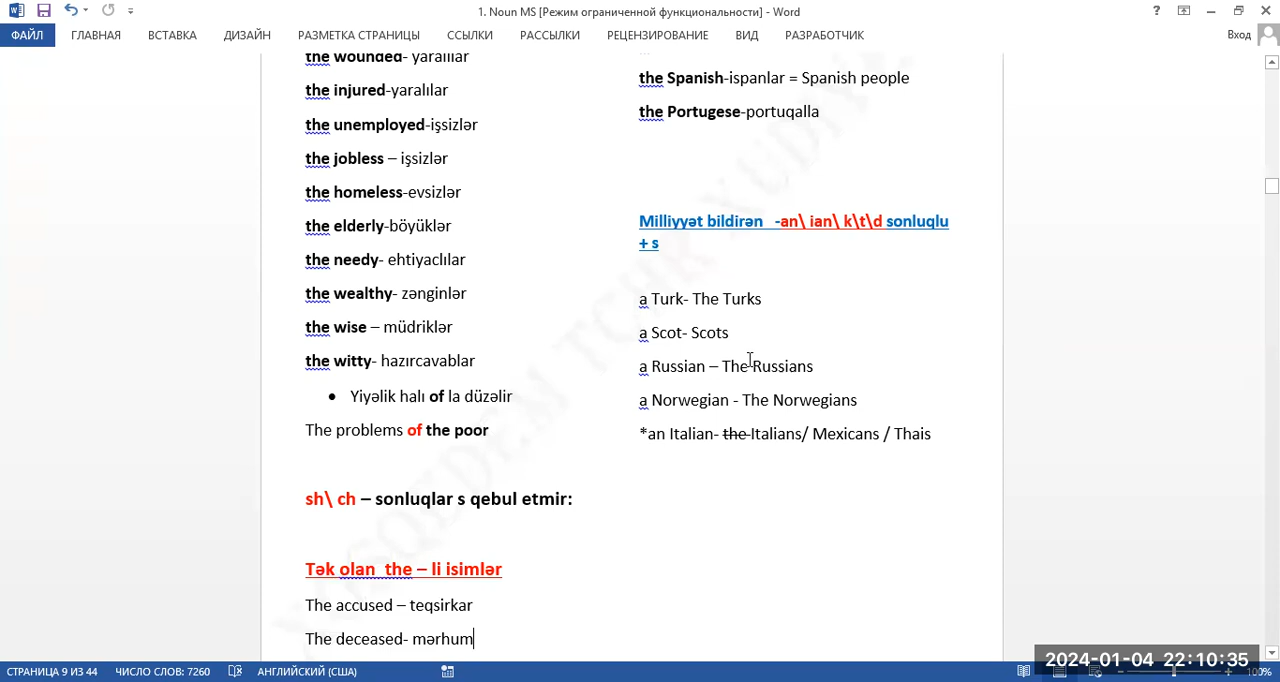 1. Noun MS [Режим ограниченной функциональности] - Word
ФАЙЛ ГЛАВНАЯ ВСТАВКА ДИЗАЙН РАЗМЕТКА СТРАНИЦЫ ССЫЛКИ РАССЫЛКИ РЕЦЕНЗИРОВАНИЕ ВИД РАЗРАБОТЧИК Вход
the wounded- yaralılar
the injured-yaralılar
the unemployed-işsizlər
the jobless – işsizlər
the homeless-evsizlər
the elderly-böyüklər
the needy- ehtiyaclılar
the wealthy- zənginlər
the wise – müdriklər
the witty- hazırcavablar
• Yiyəlik halı of la düzəlir
The problems of the poor
sh\ ch – sonluqlar s qebul etmir:
Tək olan the – li isimlər
The accused – teqsirkar
The deceased- mərhum
the Spanish-ispanlar = Spanish people
the Portugese-portuqalla
Milliyyət bildirən -an\ ian\ k\t\d sonluqlu
+ s
a Turk- The Turks
a Scot- Scots
a Russian – The Russians
a Norwegian - The Norwegians
*an Italian- the Italians/ Mexicans / Thais
СТРАНИЦА 9 ИЗ 44 ЧИСЛО СЛОВ: 7260 АНГЛИЙСКИЙ (США) 100%
2024-01-04 22:10:35